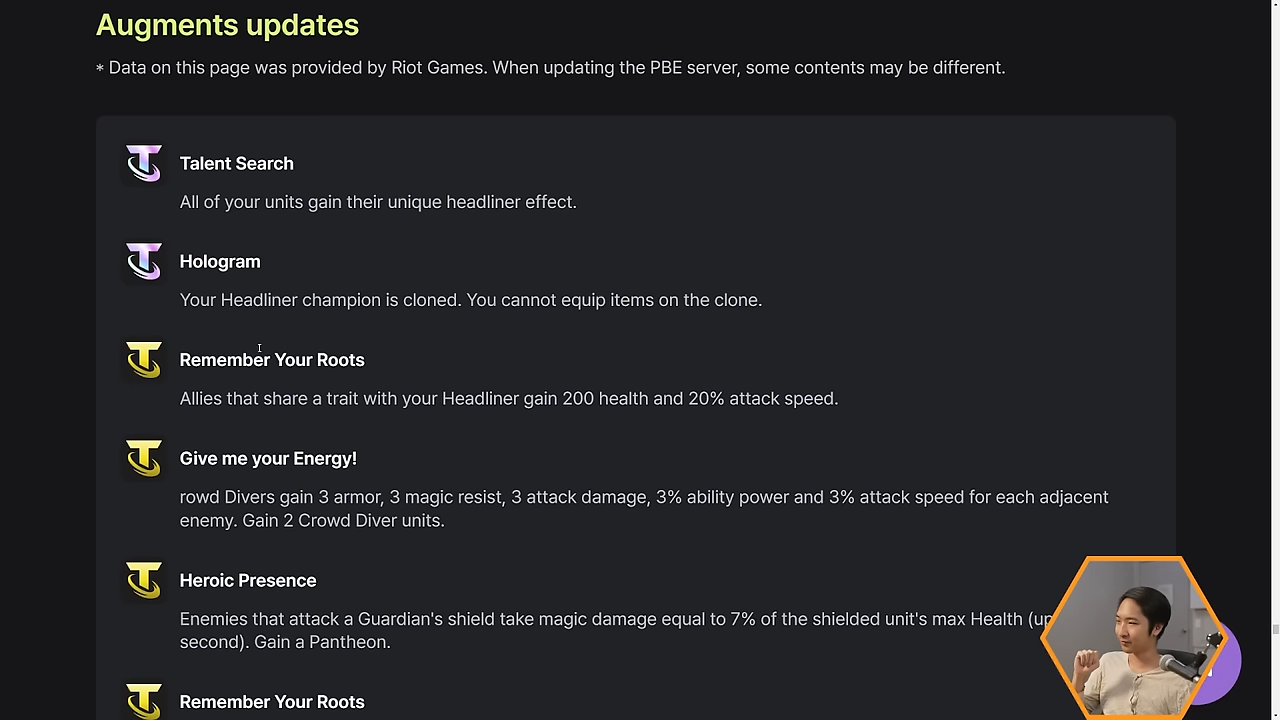 Augments updates
* Data on this page was provided by Riot Games. When updating the PBE server, some contents may be different.
Talent Search
All of your units gain their unique headliner effect.
Hologram
Your Headliner champion is cloned. You cannot equip items on the clone.
Remember Your Roots
Allies that share a trait with your Headliner gain 200 health and 20% attack speed.
Give me your Energy!
rowd Divers gain 3 armor, 3 magic resist, 3 attack damage, 3% ability power and 3% attack speed for each adjacent
enemy. Gain 2 Crowd Diver units.
Heroic Presence
Enemies that attack a Guardian's shield take magic damage equal to 7% of the shielded unit's max Health
second). Gain a Pantheon.
Remember Your Roots